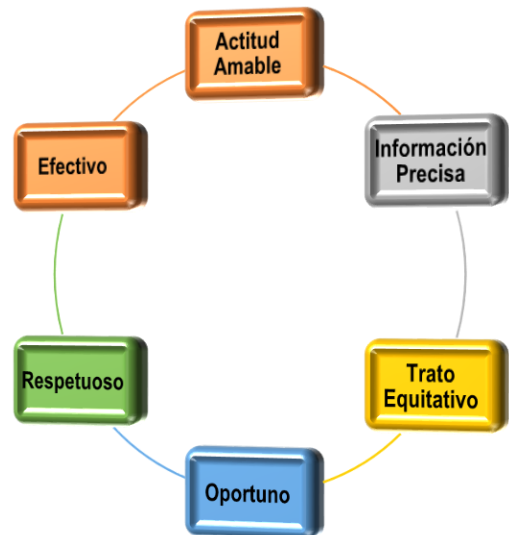 Actitud
Amable
Información
Precisa
Trato
Equitativo
Oportuno
Respetuoso
Efectivo